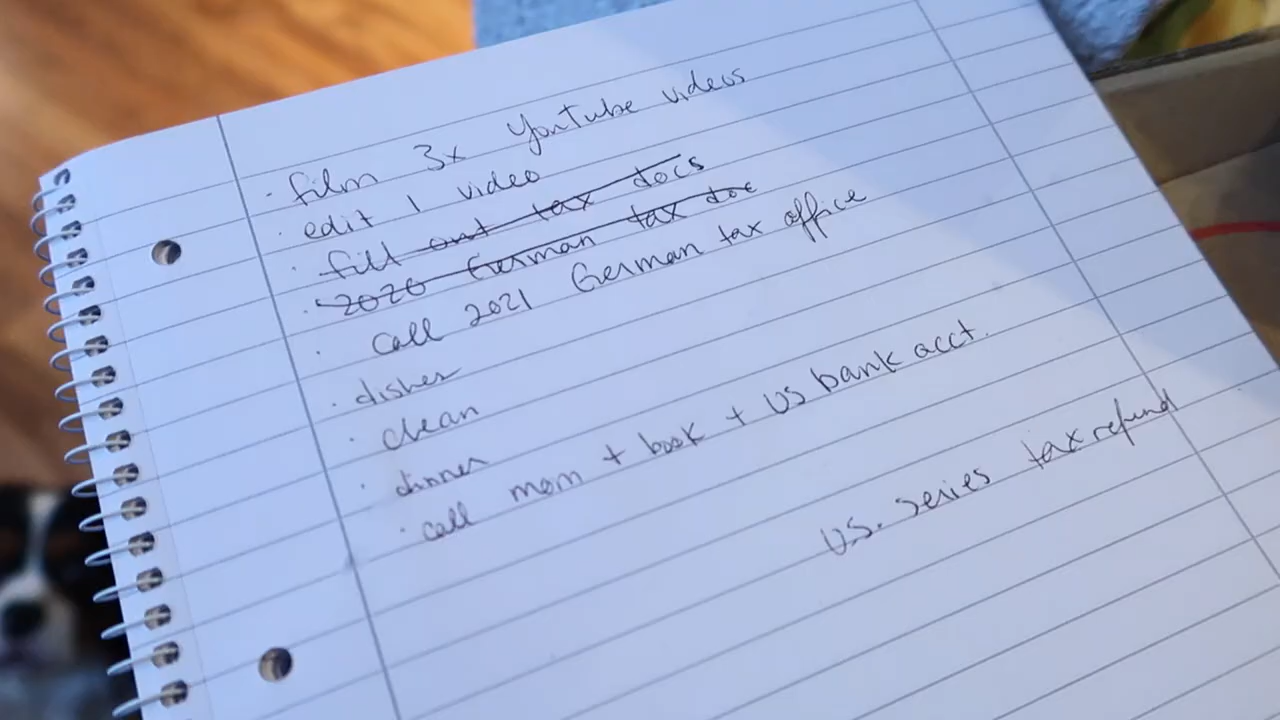 · film 3x YouTube videos
· edit 1 video
· fill out tax docs
· 2020 German tax doc
· call 2021 German tax office
· dishes
· clean
· dinner
· call mom + book + US bank acct.
U.S. series tax refund